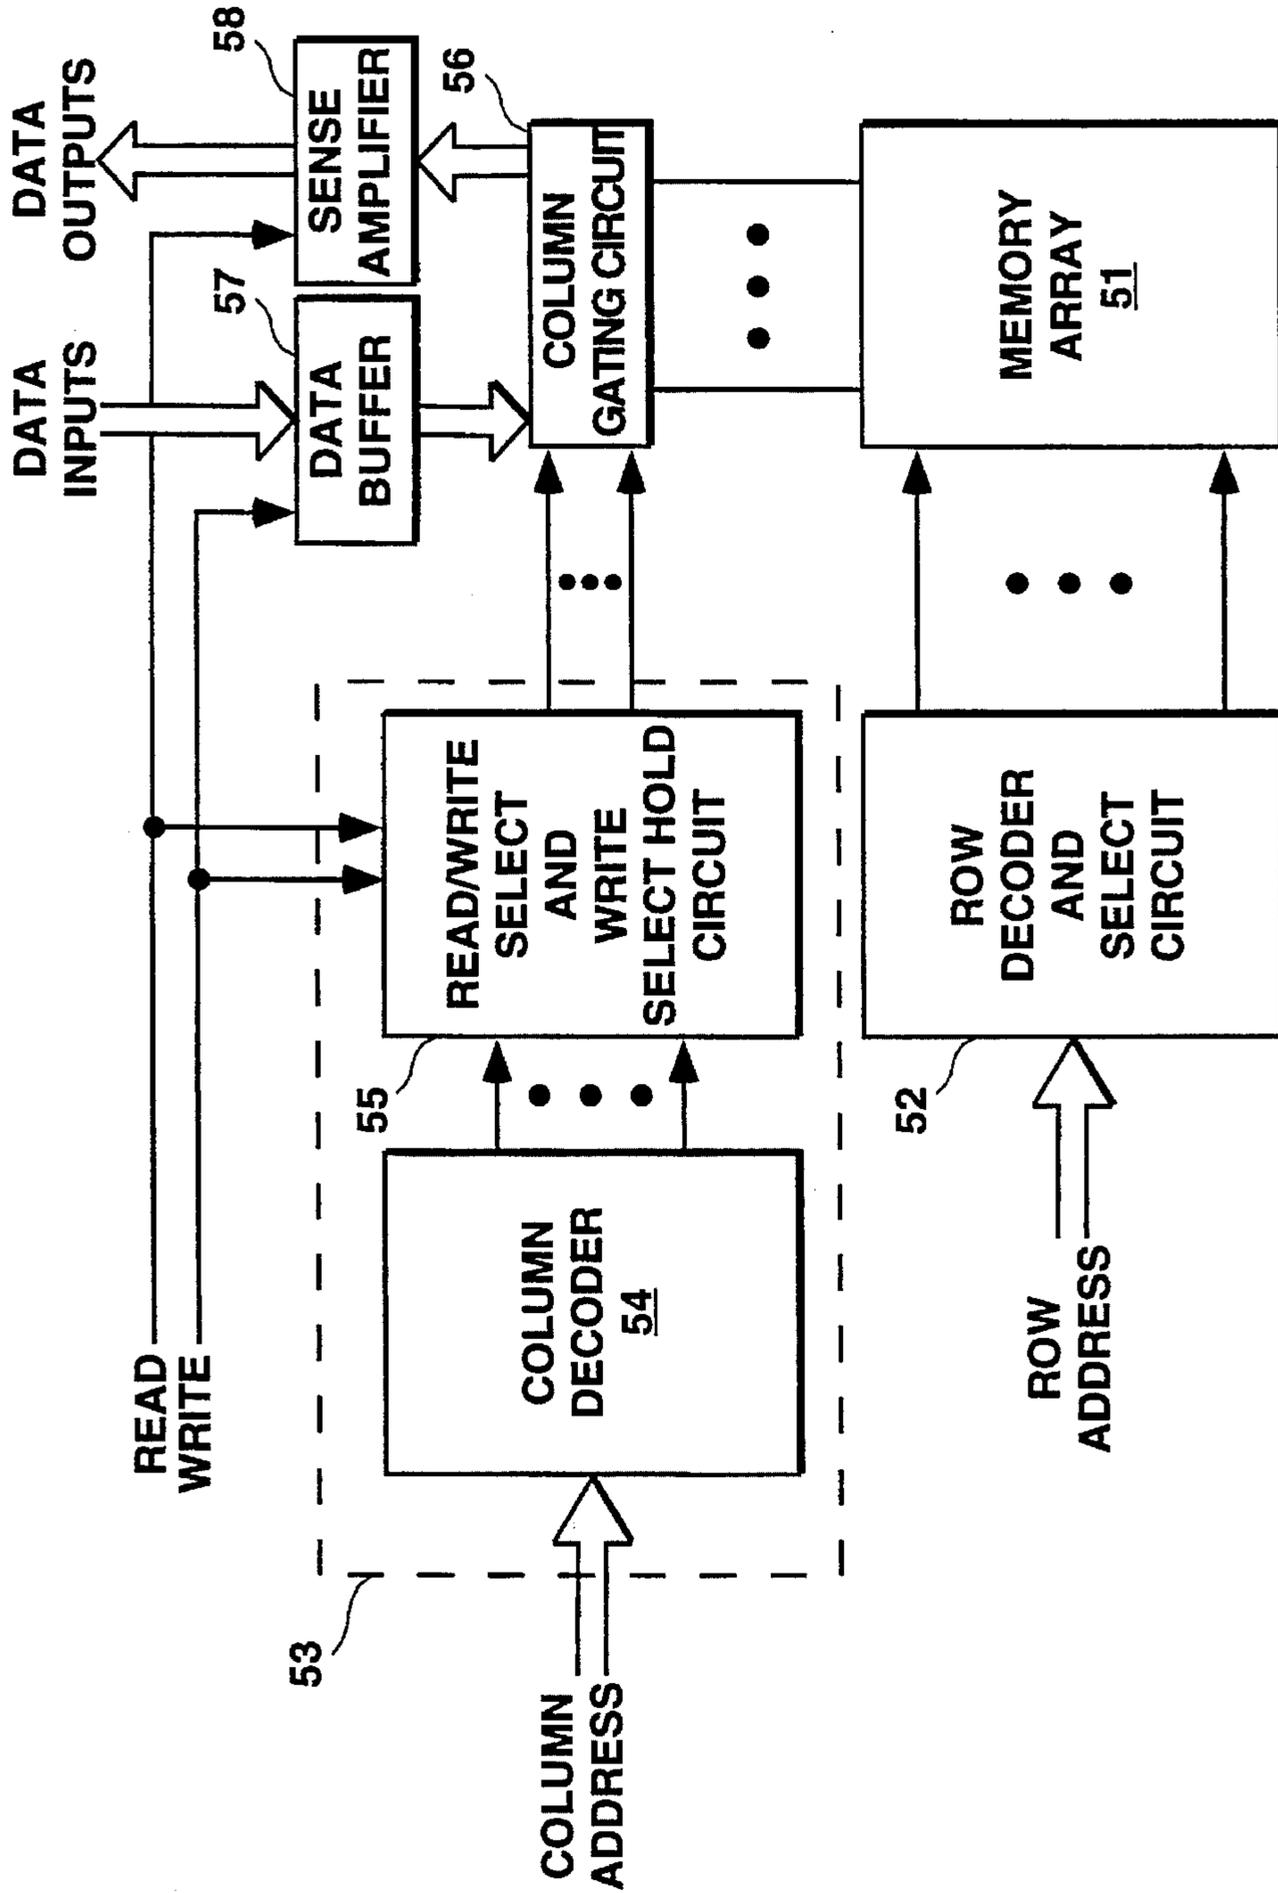 DATA
INPUTS
DATA
OUTPUTS
READ
WRITE
57
58
DATA
BUFFER
SENSE
AMPLIFIER
53
55
56
COLUMN
ADDRESS
COLUMN
DECODER
54
READ/WRITE
SELECT
AND
WRITE
SELECT HOLD
CIRCUIT
COLUMN
GATING CIRCUIT
52
ROW
ADDRESS
ROW
DECODER
AND
SELECT
CIRCUIT
MEMORY
ARRAY
51